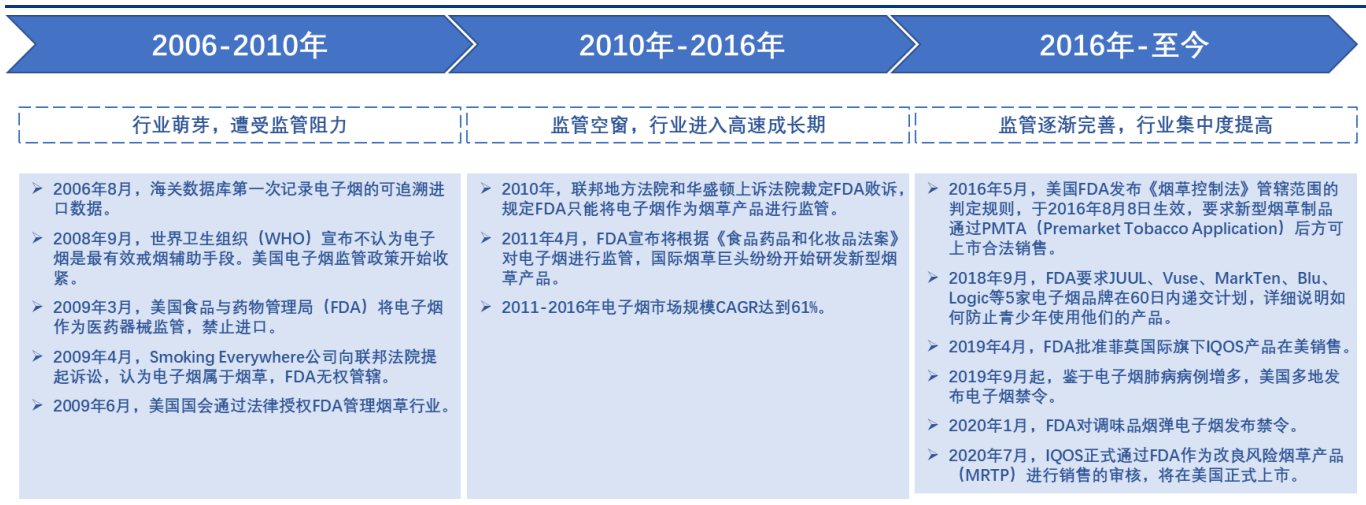 2006-2010年
2010年-2016年
2016年-至今
行业萌芽，遭受监管阻力
监管空窗，行业进入高速成长期
监管逐渐完善，行业集中度提高
➢ 2006年8月，海关数据库第一次记录电子烟的可追溯进
口数据。
➢ 2008年9月，世界卫生组织（WHO）宣布不认为电子
烟是最有效戒烟辅助手段。美国电子烟监管政策开始收
紧。
➢ 2009年3月，美国食品与药物管理局（FDA）将电子烟
作为医药器械监管，禁止进口。
➢ 2009年4月，Smoking Everywhere公司向联邦法院提
起诉讼，认为电子烟属于烟草，FDA无权管辖。
➢ 2009年6月，美国国会通过法律授权FDA管理烟草行业。
➢ 2010年，联邦地方法院和华盛顿上诉法院裁定FDA败诉，
规定FDA只能将电子烟作为烟草产品进行监管。
➢ 2011年4月，FDA宣布将根据《食品药品和化妆品法案》
对电子烟进行监管，国际烟草巨头纷纷开始研发新型烟
草产品。
➢ 2011-2016年电子烟市场规模CAGR达到61%。
➢ 2016年5月，美国FDA发布《烟草控制法》管辖范围的
判定规则，于2016年8月8日生效，要求新型烟草制品
通过PMTA（Premarket Tobacco Application）后方可
上市合法销售。
➢ 2018年9月，FDA要求JUUL、Vuse、MarkTen、Blu、
Logic等5家电子烟品牌在60日内递交计划，详细说明如
何防止青少年使用他们的产品。
➢ 2019年4月，FDA批准菲莫国际旗下IQOS产品在美销售。
➢ 2019年9月起，鉴于电子烟肺病病例增多，美国多地发
布电子烟禁令。
➢ 2020年1月，FDA对调味品烟弹电子烟发布禁令。
➢ 2020年7月，IQOS正式通过FDA作为改良风险烟草产品
（MRTP）进行销售的审核，将在美国正式上市。